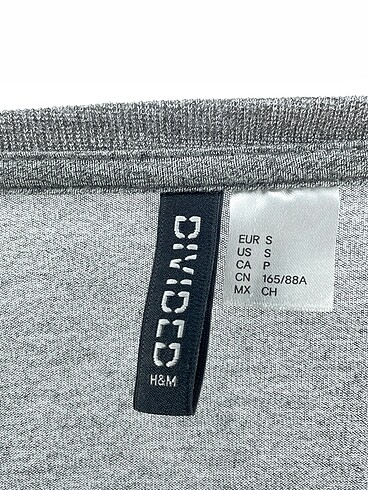 DIVIDED
H&M
EUR S
US S
CA P
CN 165/88A
MX CH